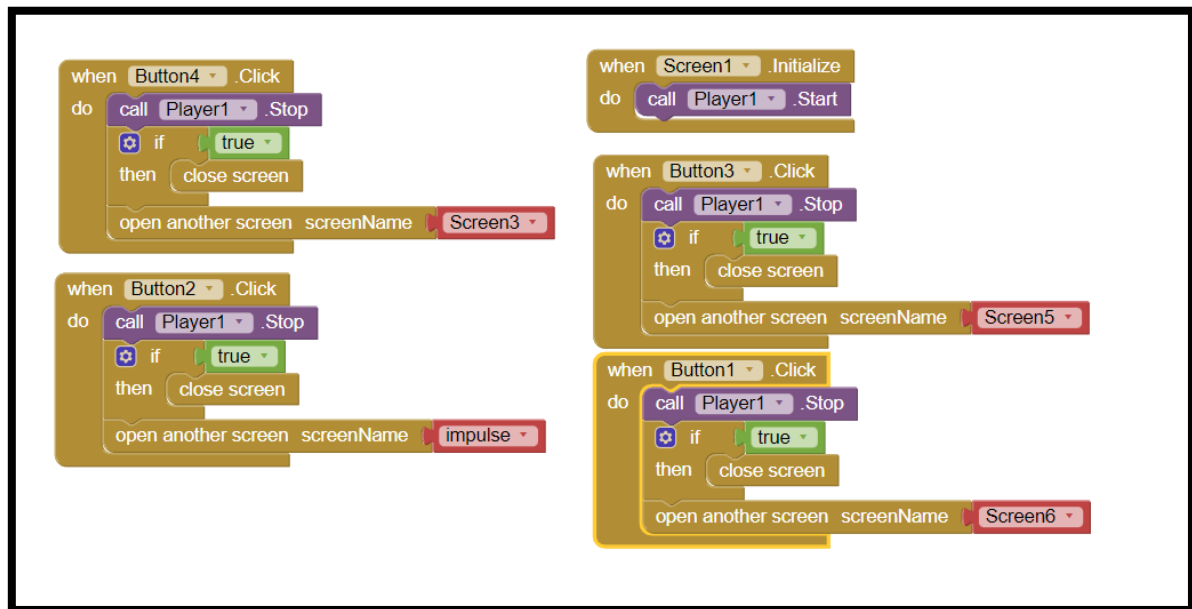 when Button4 .Click
do call Player1 .Stop
if true
then close screen
open another screen screenName Screen3
when Button2 .Click
do call Player1 .Stop
if true
then close screen
open another screen screenName impulse
when Screen1 .Initialize
do call Player1 .Start
when Button3 .Click
do call Player1 .Stop
if true
then close screen
open another screen screenName Screen5
when Button1 .Click
do call Player1 .Stop
if true
then close screen
open another screen screenName Screen6